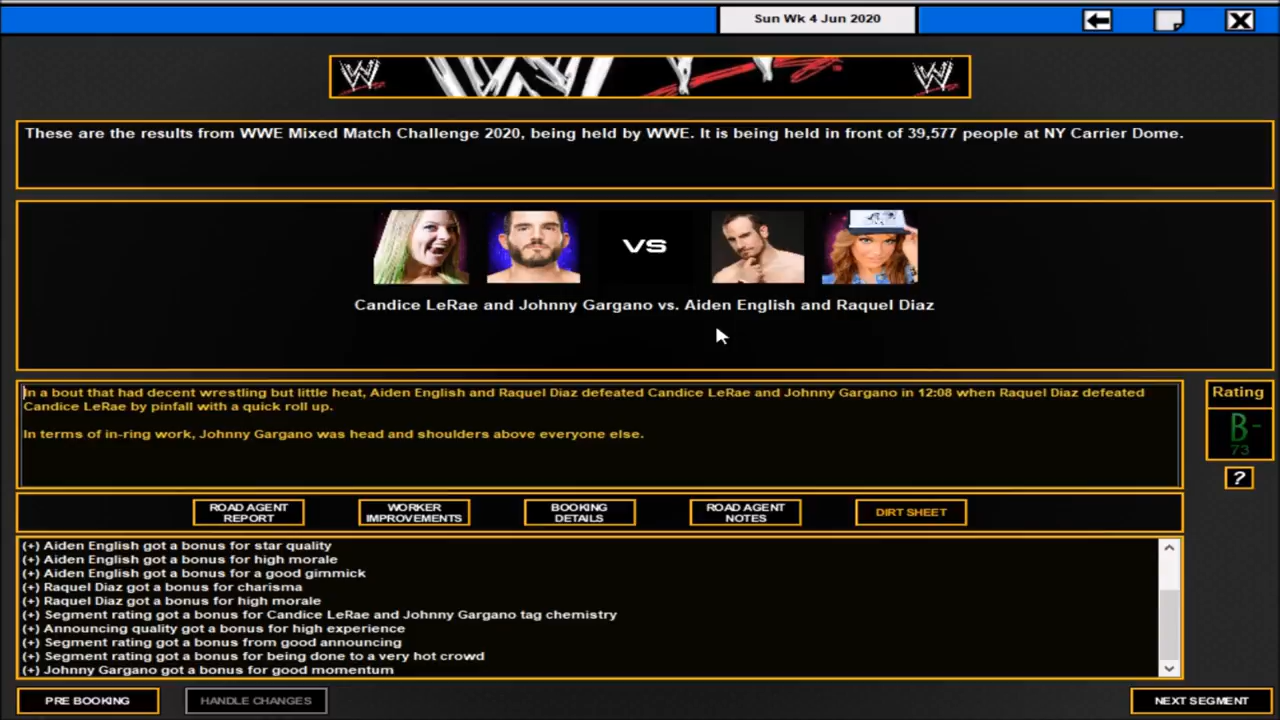 Sun Wk 4 Jun 2020
These are the results from WWE Mixed Match Challenge 2020, being held by WWE. It is being held in front of 39,577 people at NY Carrier Dome.
VS
Candice LeRae and Johnny Gargano vs. Aiden English and Raquel Diaz
In a bout that had decent wrestling but little heat, Aiden English and Raquel Diaz defeated Candice LeRae and Johnny Gargano in 12:08 when Raquel Diaz defeated
Candice LeRae by pinfall with a quick roll up.
In terms of in-ring work, Johnny Gargano was head and shoulders above everyone else.
Rating
B-
73
?
ROAD AGENT REPORT
WORKER IMPROVEMENTS
BOOKING DETAILS
ROAD AGENT NOTES
DIRT SHEET
(+) Aiden English got a bonus for star quality
(+) Aiden English got a bonus for high morale
(+) Aiden English got a bonus for a good gimmick
(+) Raquel Diaz got a bonus for charisma
(+) Raquel Diaz got a bonus for high morale
(+) Segment rating got a bonus for Candice LeRae and Johnny Gargano tag chemistry
(+) Announcing quality got a bonus for high experience
(+) Segment rating got a bonus from good announcing
(+) Segment rating got a bonus for being done to a very hot crowd
(+) Johnny Gargano got a bonus for good momentum
PRE BOOKING
HANDLE CHANGES
NEXT SEGMENT